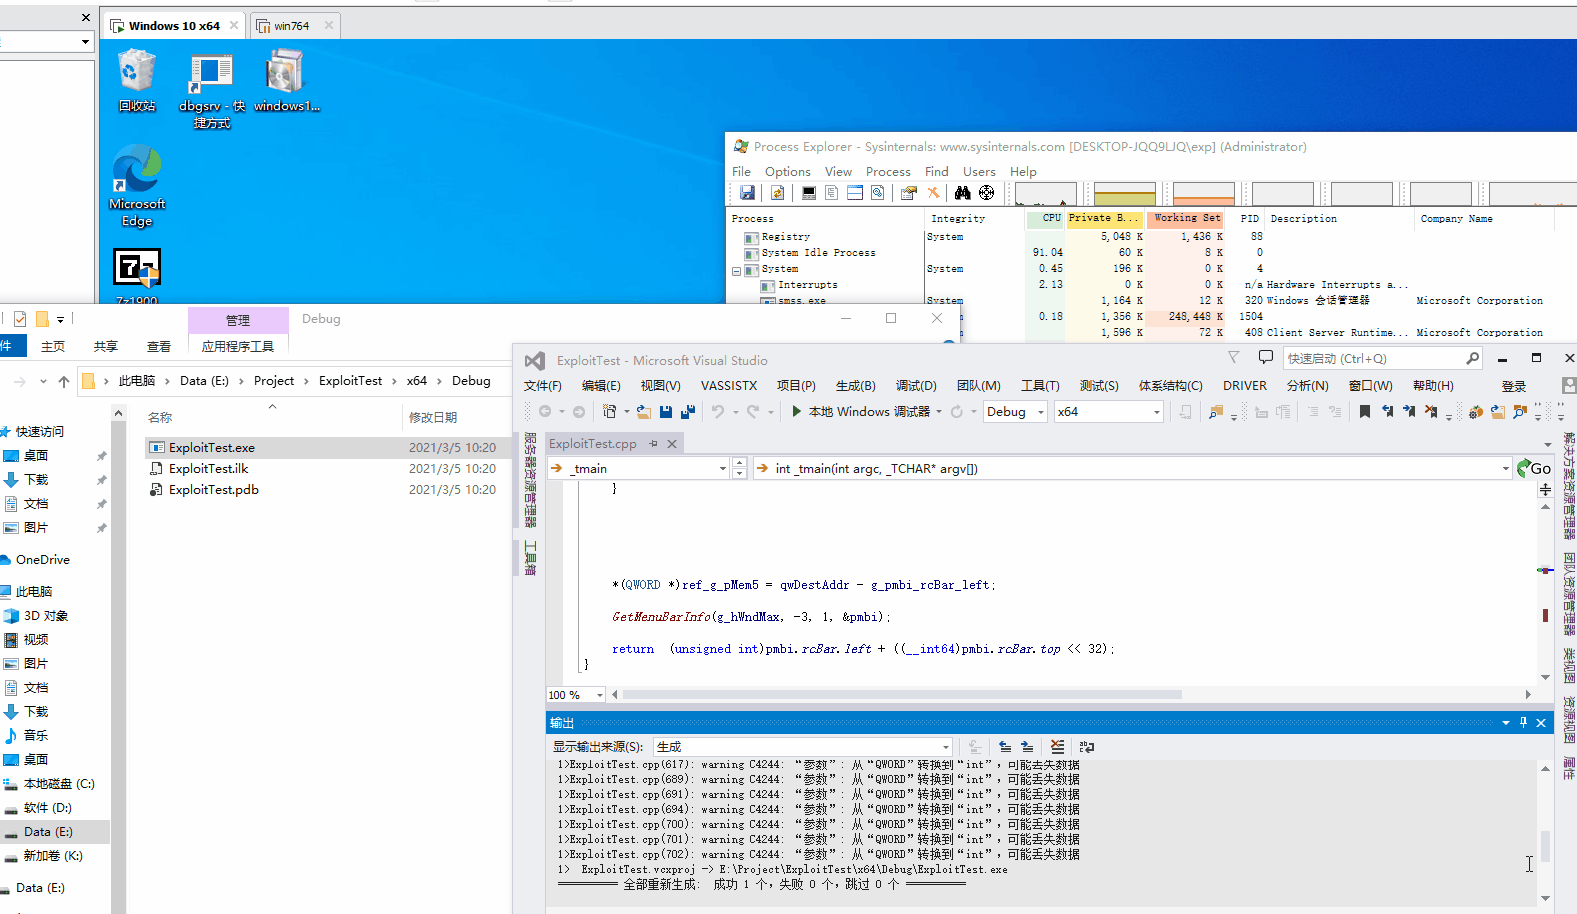 Windows 10 x64
win764
回收站
dbgsrv - 快捷方式
windows1...
Microsoft Edge
7z1900
Process Explorer - Sysinternals: www.sysinternals.com [DESKTOP-JQQ9LJQ\exp] (Administrator)
File Options View Process Find Users Help
Process Integrity CPU Private B... Working Set PID Description Company Name
Registry System 5,048 K 1,436 K 88
System Idle Process 91.04 60 K 8 K 0
System System 0.45 196 K 0 K 4
Interrupts 2.13 0 K 0 K n/a Hardware Interrupts a...
smss.exe System 1,164 K 12 K 320 Windows 会话管理器 Microsoft Corporation
0.18 1,356 K 248,448 K 1504
1,596 K 72 K 408 Client Server Runtime... Microsoft Corporation
管理 Debug
件 主页 共享 查看 应用程序工具
此电脑 Data (E:) Project ExploitTest x64 Debug
名称 修改日期
ExploitTest.exe 2021/3/5 10:20
ExploitTest.ilk 2021/3/5 10:20
ExploitTest.pdb 2021/3/5 10:20
快速访问
桌面
下载
文档
图片
OneDrive
此电脑
3D 对象
视频
图片
文档
下载
音乐
桌面
本地磁盘 (C:)
软件 (D:)
Data (E:)
新加卷 (K:)
Data (E:)
ExploitTest - Microsoft Visual Studio
快速启动 (Ctrl+Q)
文件(F) 编辑(E) 视图(V) VASSISTX 项目(P) 生成(B) 调试(D) 团队(M) 工具(T) 测试(S) 体系结构(C) DRIVER 分析(N) 窗口(W) 帮助(H) 登录
本地 Windows 调试器 Debug x64
服务器资源管理器
工具箱
ExploitTest.cpp
_tmain
int _tmain(int argc, _TCHAR* argv[])
Go
}
*(QWORD *)ref_g_pMem5 = qwDestAddr - g_pmbi_rcBar_left;
GetMenuBarInfo(g_hWndMax, -3, 1, &pmbi);
return (unsigned int)pmbi.rcBar.left + ((__int64)pmbi.rcBar.top << 32);
}
100 %
输出
显示输出来源(S): 生成
1>ExploitTest.cpp(617): warning C4244: “参数”: 从“QWORD”转换到“int”，可能丢失数据
1>ExploitTest.cpp(689): warning C4244: “参数”: 从“QWORD”转换到“int”，可能丢失数据
1>ExploitTest.cpp(691): warning C4244: “参数”: 从“QWORD”转换到“int”，可能丢失数据
1>ExploitTest.cpp(694): warning C4244: “参数”: 从“QWORD”转换到“int”，可能丢失数据
1>ExploitTest.cpp(700): warning C4244: “参数”: 从“QWORD”转换到“int”，可能丢失数据
1>ExploitTest.cpp(701): warning C4244: “参数”: 从“QWORD”转换到“int”，可能丢失数据
1>ExploitTest.cpp(702): warning C4244: “参数”: 从“QWORD”转换到“int”，可能丢失数据
1> ExploitTest.vcxproj -> E:\Project\ExploitTest\x64\Debug\ExploitTest.exe
========== 全部重新生成: 成功 1 个，失败 0 个，跳过 0 个 ==========
解决方案资源管理器
团队资源管理器
类视图
资源视图
属性